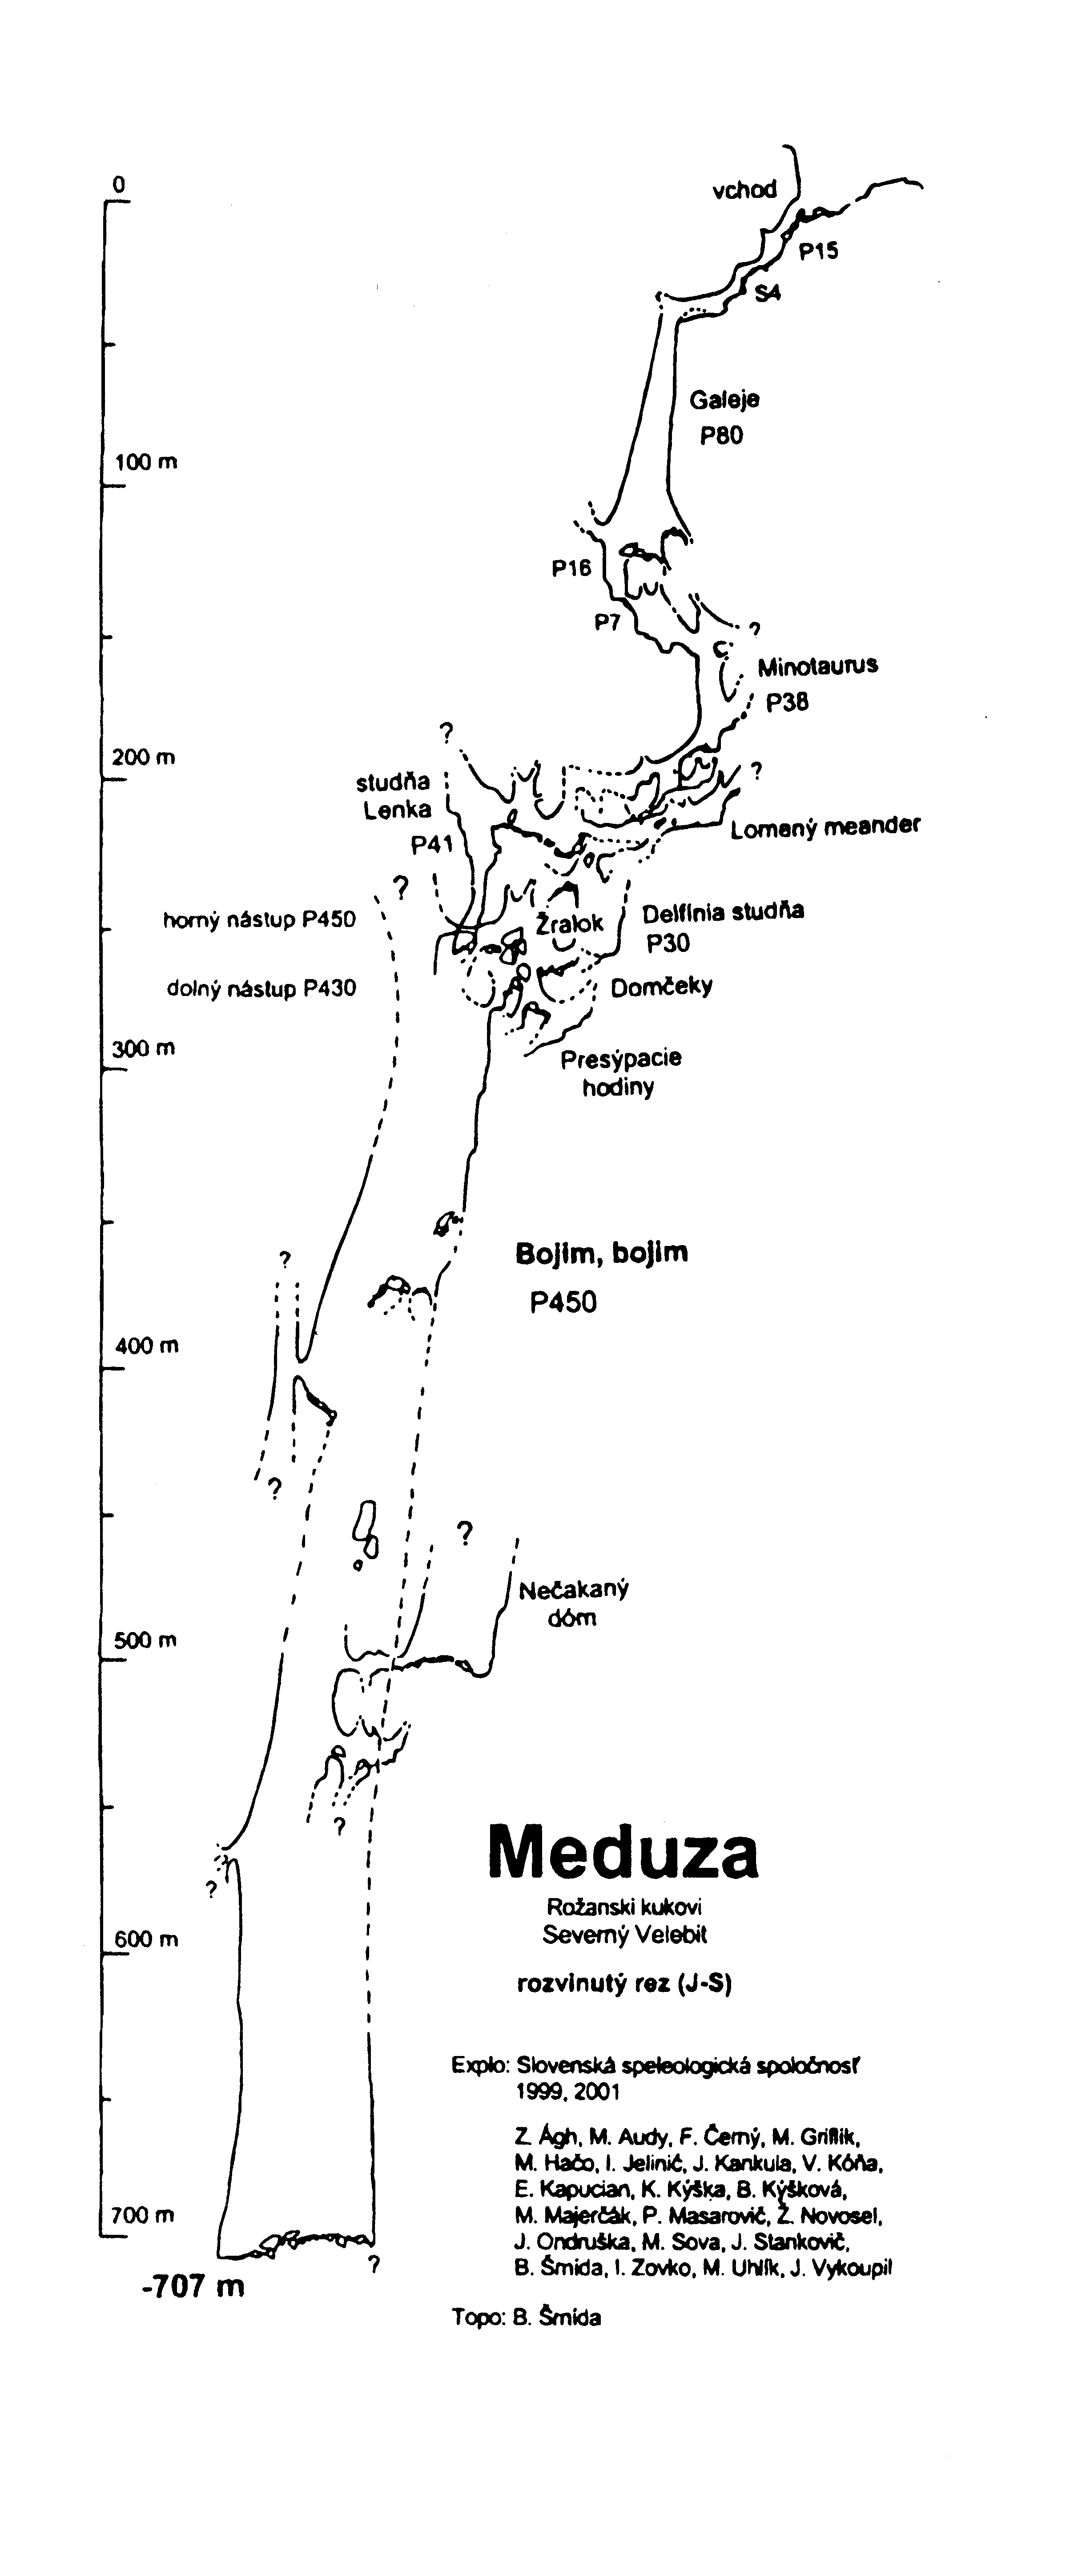 0
vchod
P15
S4
Galeje
P80
100 m
P16
P7
?
Minotaurus
P38
?
200 m
?
studňa
Lenka
P41
Lomený meander
?
horný nástup P450
Žralok
Delfínia studňa
P30
dolný nástup P430
Domčeky
300 m
Presýpacie
hodiny
?
Bojim, bojim
P450
400 m
?
?
Nečakaný
dóm
500 m
?
Meduza
?
Rožanski kukovi
Severný Velebit
600 m
rozvinutý rez (J-S)
Explo: Slovenská speleologická spoločnosť
1999, 2001
Z. Ágh, M. Audy, F. Černý, M. Griflik,
M. Hačo, I. Jelinić, J. Kankula, V. Kóňa,
E. Kapucian, K. Kýška, B. Kýšková,
M. Majerčák, P. Masarovič, Ž. Novosel,
J. Ondruška, M. Sova, J. Stankovič,
B. Šmída, I. Zovko, M. Uhlík, J. Vykoupil
700 m
?
-707 m
Topo: B. Šmída